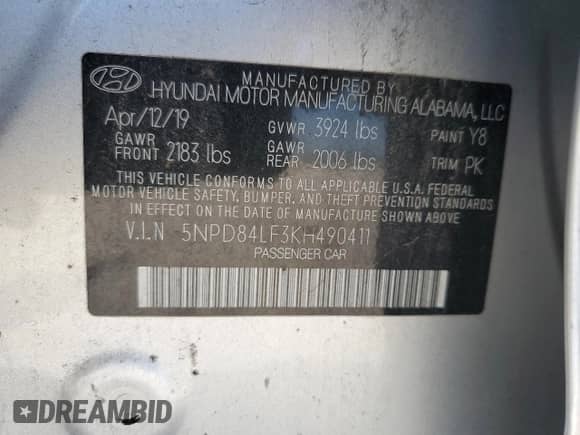 MANUFACTURED BY
HYUNDAI MOTOR MANUFACTURING ALABAMA, LLC
Apr/12/19 GVWR 3924 lbs PAINT Y8
GAWR FRONT 2183 lbs GAWR REAR 2006 lbs TRIM PK
THIS VEHICLE CONFORMS TO ALL APPLICABLE U.S.A. FEDERAL
MOTOR VEHICLE SAFETY, BUMPER, AND THEFT PREVENTION STANDARDS
IN EFFECT ON THE DATE OF MANUFACTURE SHOWN ABOVE
V.I.N 5NPD84LF3KH490411
PASSENGER CAR
DREAMBID